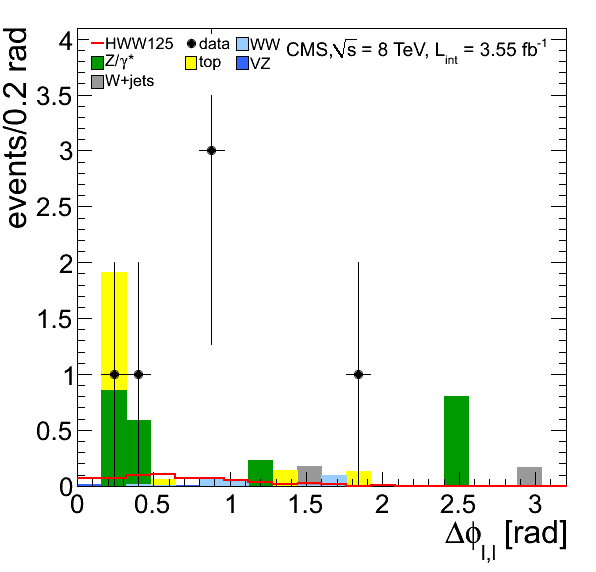 events/0.2 rad
4
3.5
3
2.5
2
1.5
1
0.5
0
HWW125 data WW
Z/γ* top VZ
W+jets
CMS,√s = 8 TeV, L_int = 3.55 fb⁻¹
0 0.5 1 1.5 2 2.5 3
Δϕ_l,l [rad]